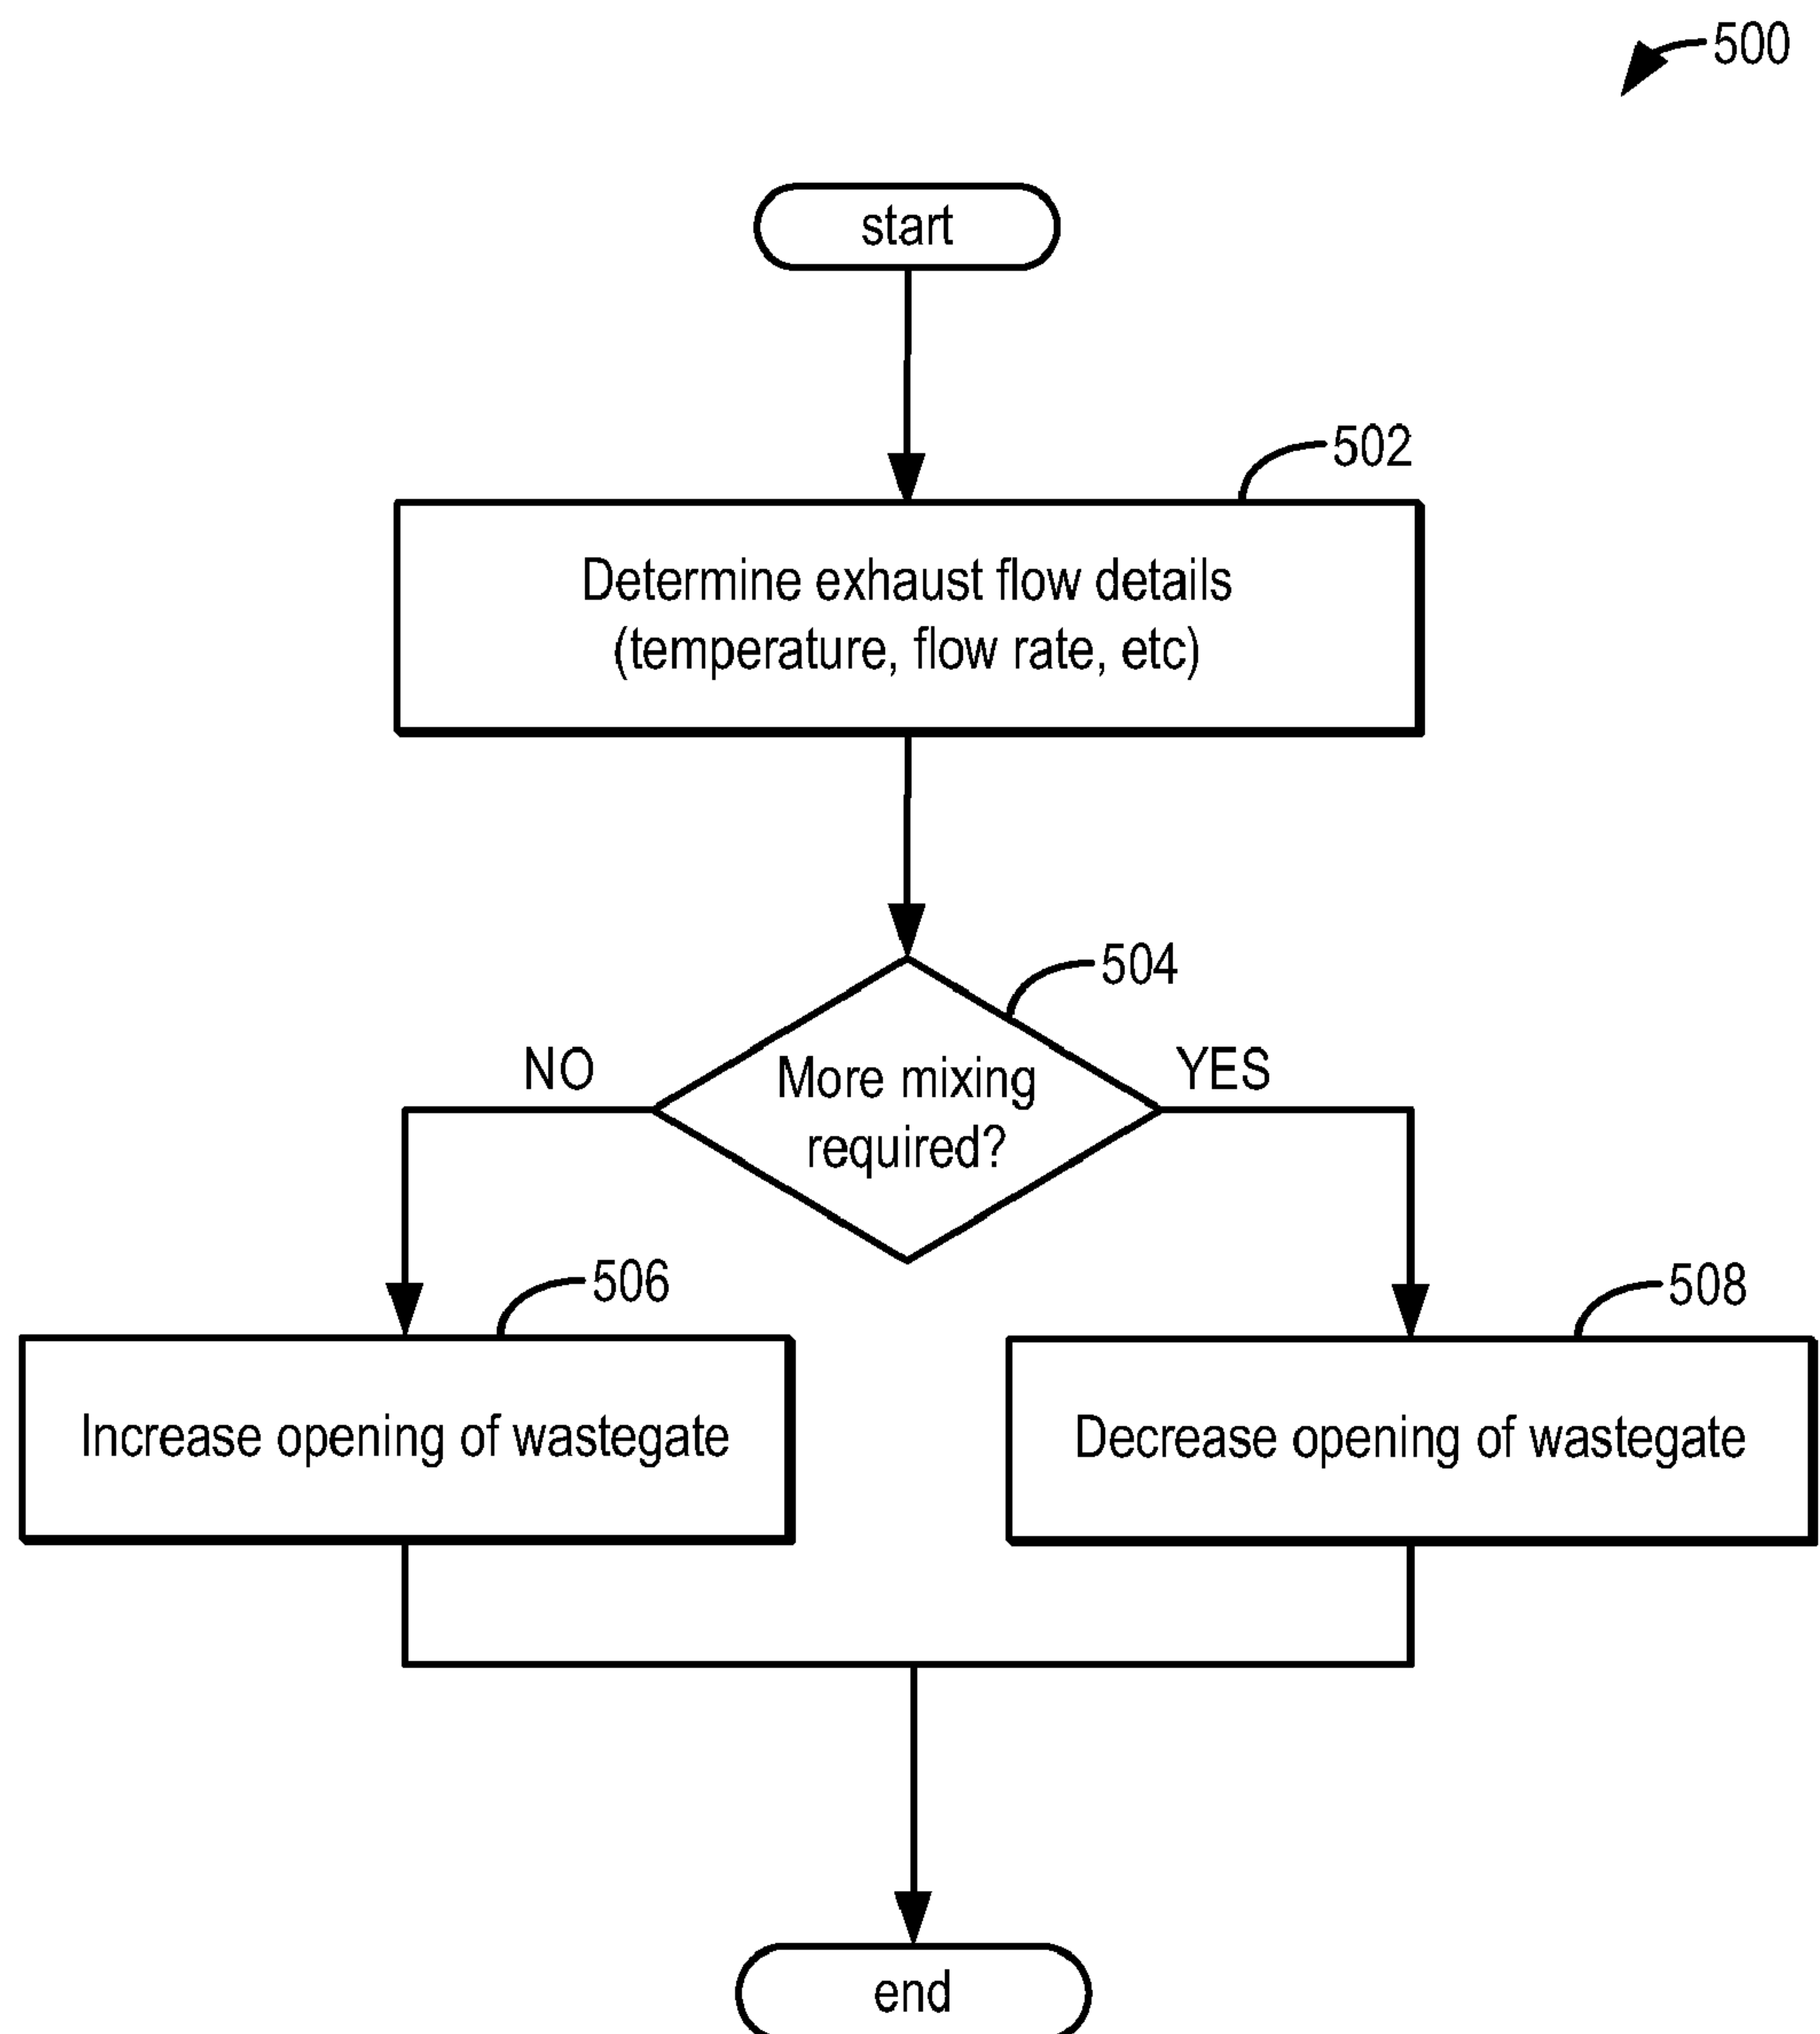 500
start
502
Determine exhaust flow details
(temperature, flow rate, etc)
504
NO
YES
More mixing
required?
506
508
Increase opening of wastegate
Decrease opening of wastegate
end